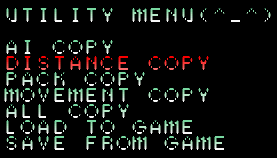 UTILITY MENU(^_^)
AI COPY
DISTANCE COPY
PACK COPY
MOVEMENT COPY
ALL COPY
LOAD TO GAME
SAVE FROM GAME